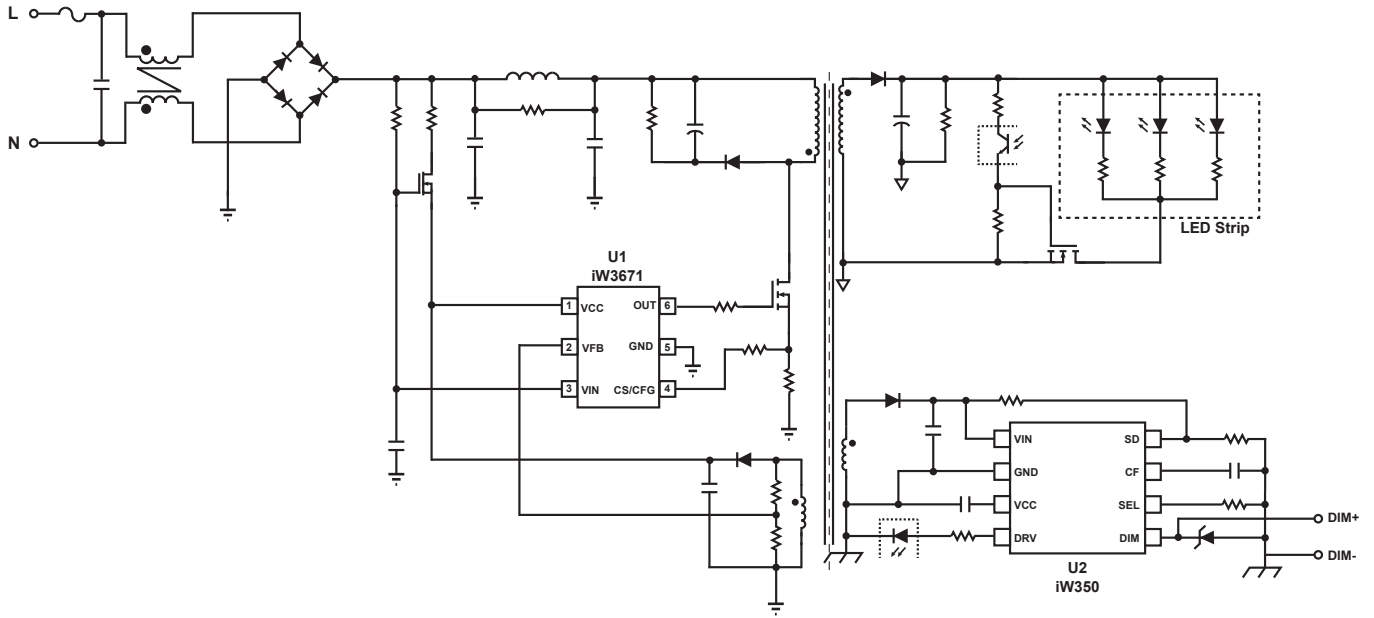 L
N
LED Strip
U1
iW3671
1 VCC OUT 6
2 VFB GND 5
3 VIN CS/CFG 4
VIN SD
GND CF
VCC SEL
DRV DIM
DIM+
DIM-
U2
iW350